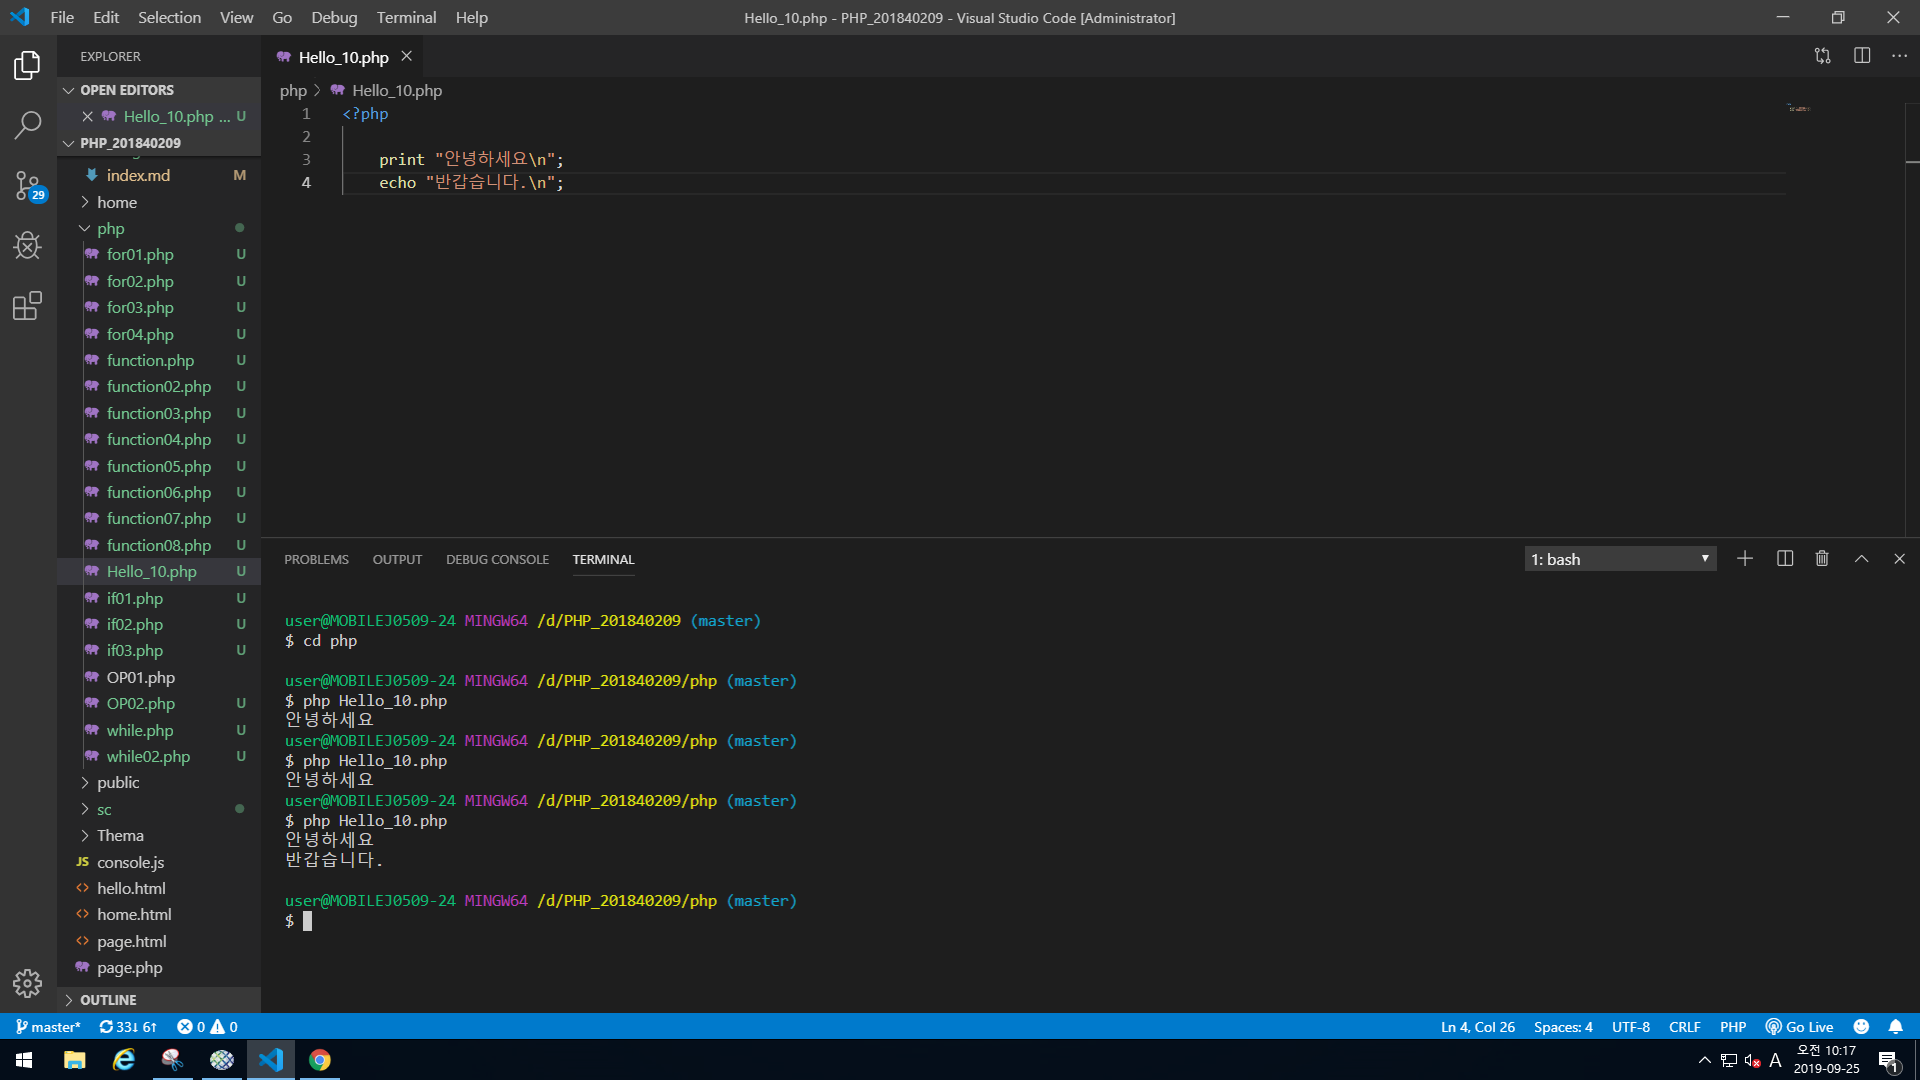 File Edit Selection View Go Debug Terminal Help
Hello_10.php - PHP_201840209 - Visual Studio Code [Administrator]
EXPLORER
OPEN EDITORS
Hello_10.php ... U
PHP_201840209
index.md M
home
php
for01.php U
for02.php U
for03.php U
for04.php U
function.php U
function02.php U
function03.php U
function04.php U
function05.php U
function06.php U
function07.php U
function08.php U
Hello_10.php U
if01.php U
if02.php U
if03.php U
OP01.php
OP02.php U
while.php U
while02.php U
public
sc
Thema
JS console.js
<> hello.html
<> home.html
<> page.html
page.php
OUTLINE
29
Hello_10.php
php > Hello_10.php
1 <?php
2
3 print "안녕하세요\n";
4 echo "반갑습니다.\n";
PROBLEMS OUTPUT DEBUG CONSOLE TERMINAL
1: bash
user@MOBILEJ0509-24 MINGW64 /d/PHP_201840209 (master)
$ cd php
user@MOBILEJ0509-24 MINGW64 /d/PHP_201840209/php (master)
$ php Hello_10.php
안녕하세요
user@MOBILEJ0509-24 MINGW64 /d/PHP_201840209/php (master)
$ php Hello_10.php
안녕하세요
user@MOBILEJ0509-24 MINGW64 /d/PHP_201840209/php (master)
$ php Hello_10.php
안녕하세요
반갑습니다.
user@MOBILEJ0509-24 MINGW64 /d/PHP_201840209/php (master)
$
master* 33↓ 6↑ 0 0
Ln 4, Col 26 Spaces: 4 UTF-8 CRLF PHP Go Live
A
오전 10:17
2019-09-25
1